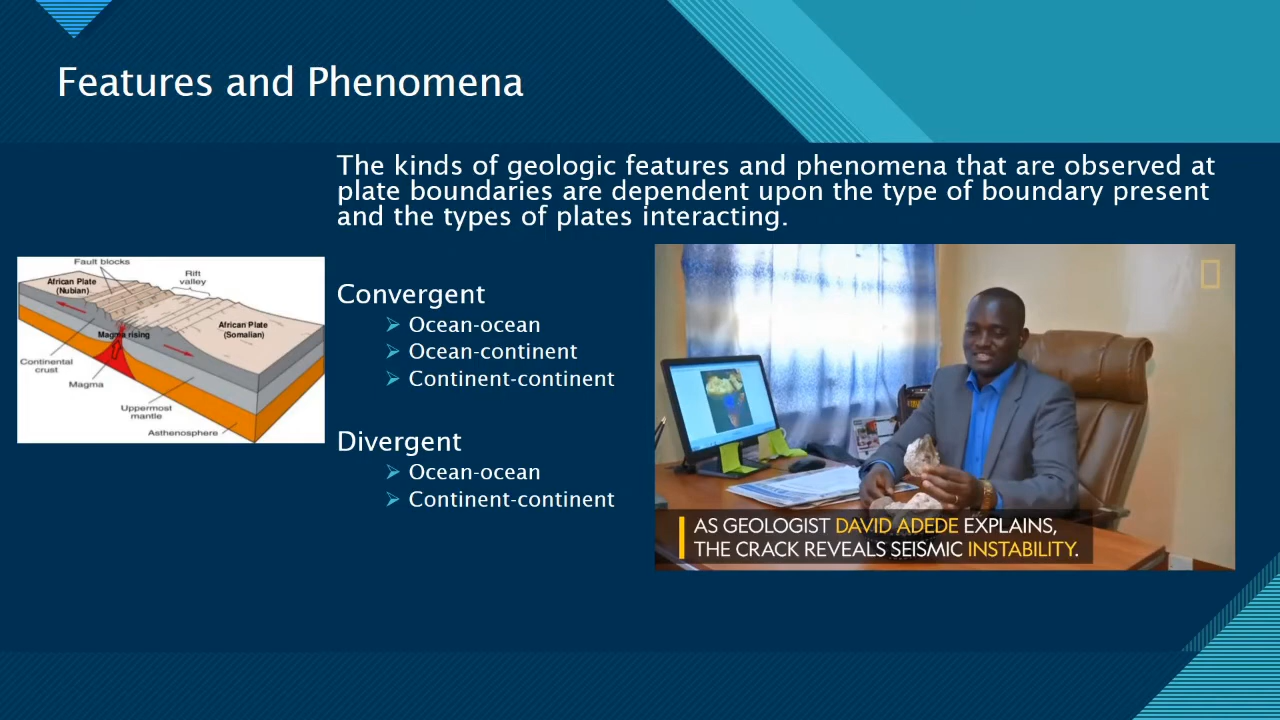 Features and Phenomena
The kinds of geologic features and phenomena that are observed at
plate boundaries are dependent upon the type of boundary present
and the types of plates interacting.
Fault blocks
Rift
valley
African Plate
(Nubian)
African Plate
(Somalian)
Magma rising
Continental
crust
Magma
Uppermost
mantle
Asthenosphere
Convergent
Ocean-ocean
Ocean-continent
Continent-continent
Divergent
Ocean-ocean
Continent-continent
AS GEOLOGIST DAVID ADEDE EXPLAINS,
THE CRACK REVEALS SEISMIC INSTABILITY.